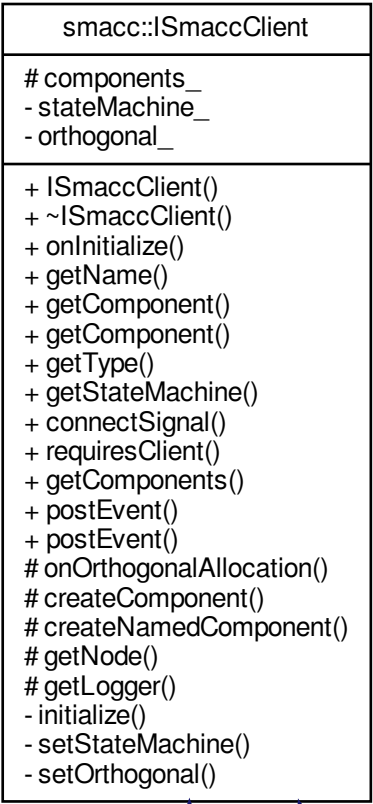 smacc::ISmaccClient
# components_
- stateMachine_
- orthogonal_
+ ISmaccClient()
+ ~ISmaccClient()
+ onInitialize()
+ getName()
+ getComponent()
+ getComponent()
+ getType()
+ getStateMachine()
+ connectSignal()
+ requiresClient()
+ getComponents()
+ postEvent()
+ postEvent()
# onOrthogonalAllocation()
# createComponent()
# createNamedComponent()
# getNode()
# getLogger()
- initialize()
- setStateMachine()
- setOrthogonal()